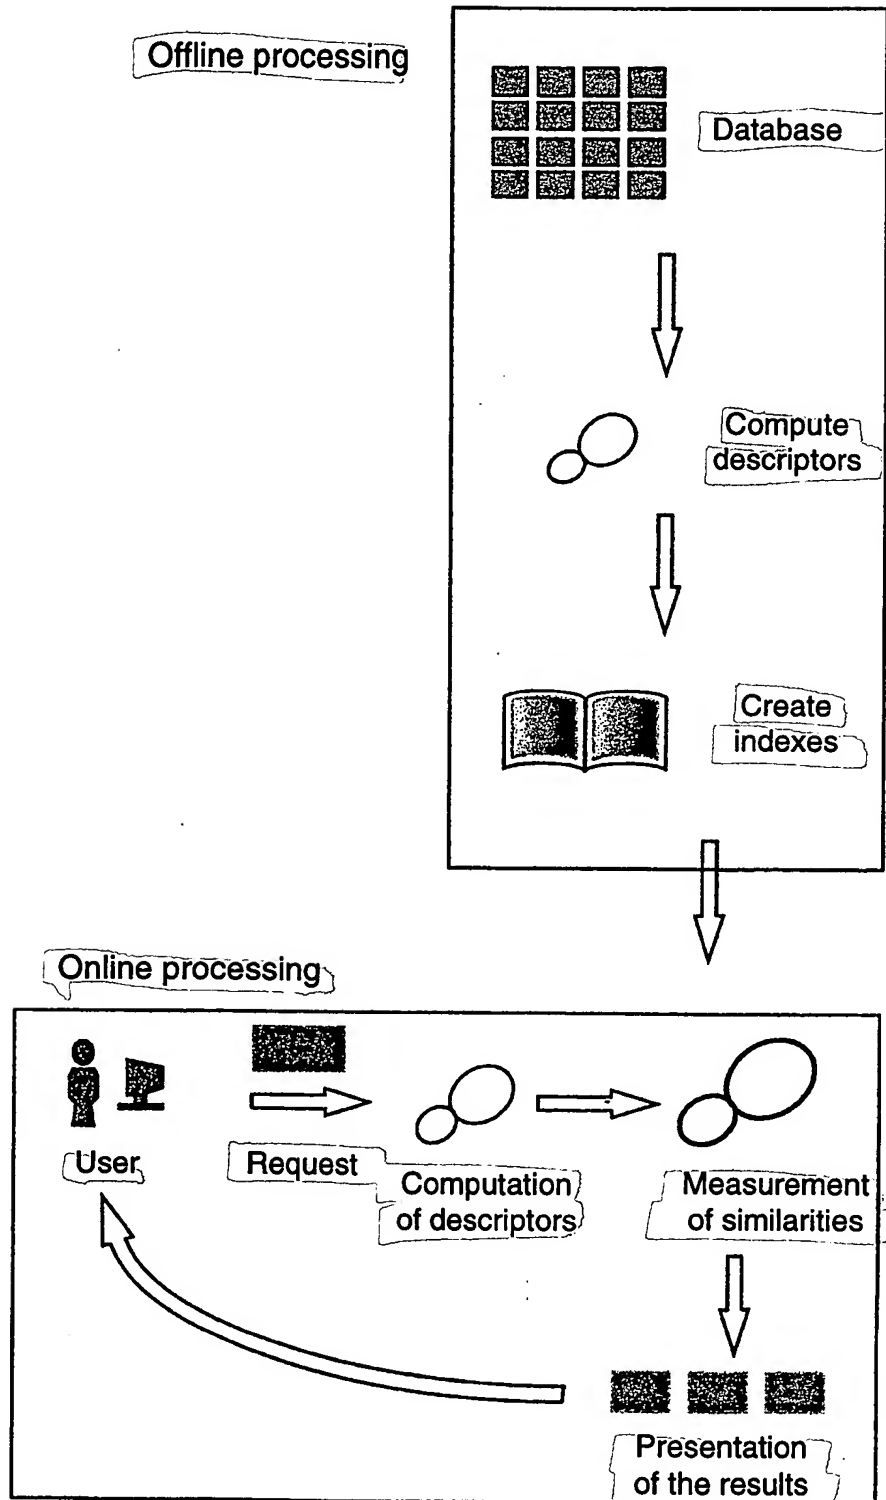 Offline processing
Database
Compute
descriptors
Create
indexes
Online processing
User
Request
Computation
of descriptors
Measurement
of similarities
Presentation
of the results